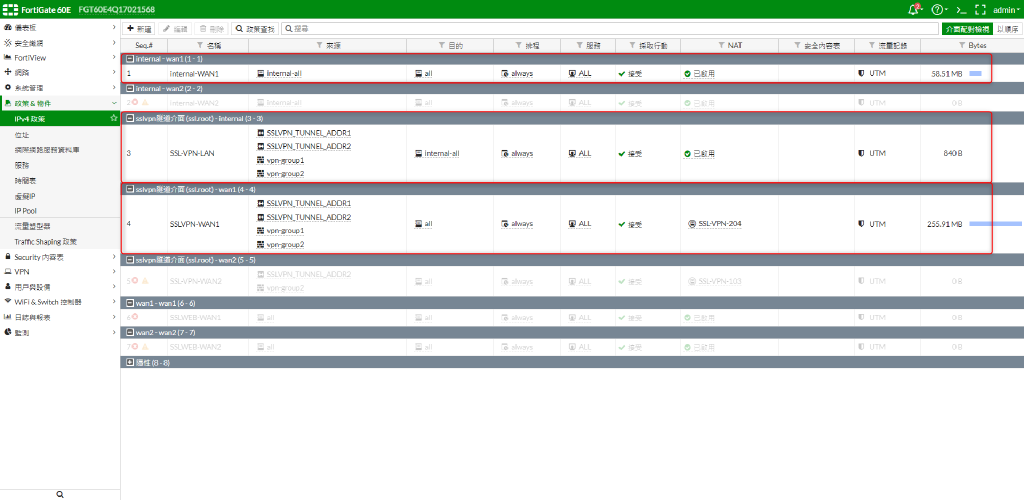 FortiGate 60E FGT60E4Q17021568
2 admin
儀表板
安全織網
FortiView
網路
系統管理
政策 & 物件
IPv4 政策
位址
網際網路服務資料庫
服務
時間表
虛擬IP
IP Pool
流量塑型器
Traffic Shaping 政策
Security 內容表
VPN
用戶與設備
WiFi & Switch 控制器
日誌與報表
監測
新建 編輯 刪除 政策查找 搜尋 介面配對檢視 以順序
Seq.# 名稱 來源 目的 排程 服務 採取行動 NAT 安全內容表 流量記錄 Bytes
internal - wan1 (1 - 1)
1 internal-WAN1 Internal-all all always ALL 接受 已啟用 UTM 58.51 MB
internal - wan2 (2 - 2)
2 Internal-WAN2 Internal-all all always ALL 接受 已啟用 UTM 0 B
sslvpn隧道介面 (ssl.root) - internal (3 - 3)
3 SSL-VPN-LAN SSLVPN_TUNNEL_ADDR1 Internal-all always ALL 接受 已啟用 UTM 840 B
SSLVPN_TUNNEL_ADDR2
vpn-group1
vpn-group2
sslvpn隧道介面 (ssl.root) - wan1 (4 - 4)
4 SSLVPN-WAN1 SSLVPN_TUNNEL_ADDR1 all always ALL 接受 SSL-VPN-204 UTM 255.91 MB
SSLVPN_TUNNEL_ADDR2
vpn-group1
vpn-group2
sslvpn隧道介面 (ssl.root) - wan2 (5 - 5)
5 SSLVPN-WAN2 SSLVPN_TUNNEL_ADDR2 all always ALL 接受 SSL-VPN-103 UTM 0 B
vpn-group2
wan1 - wan1 (6 - 6)
6 SSLWEB-WAN1 all all always ALL 接受 已啟用 UTM 0 B
wan2 - wan2 (7 - 7)
7 SSLWEB-WAN2 all all always ALL 接受 已啟用 UTM 0 B
隱性 (8 - 8)